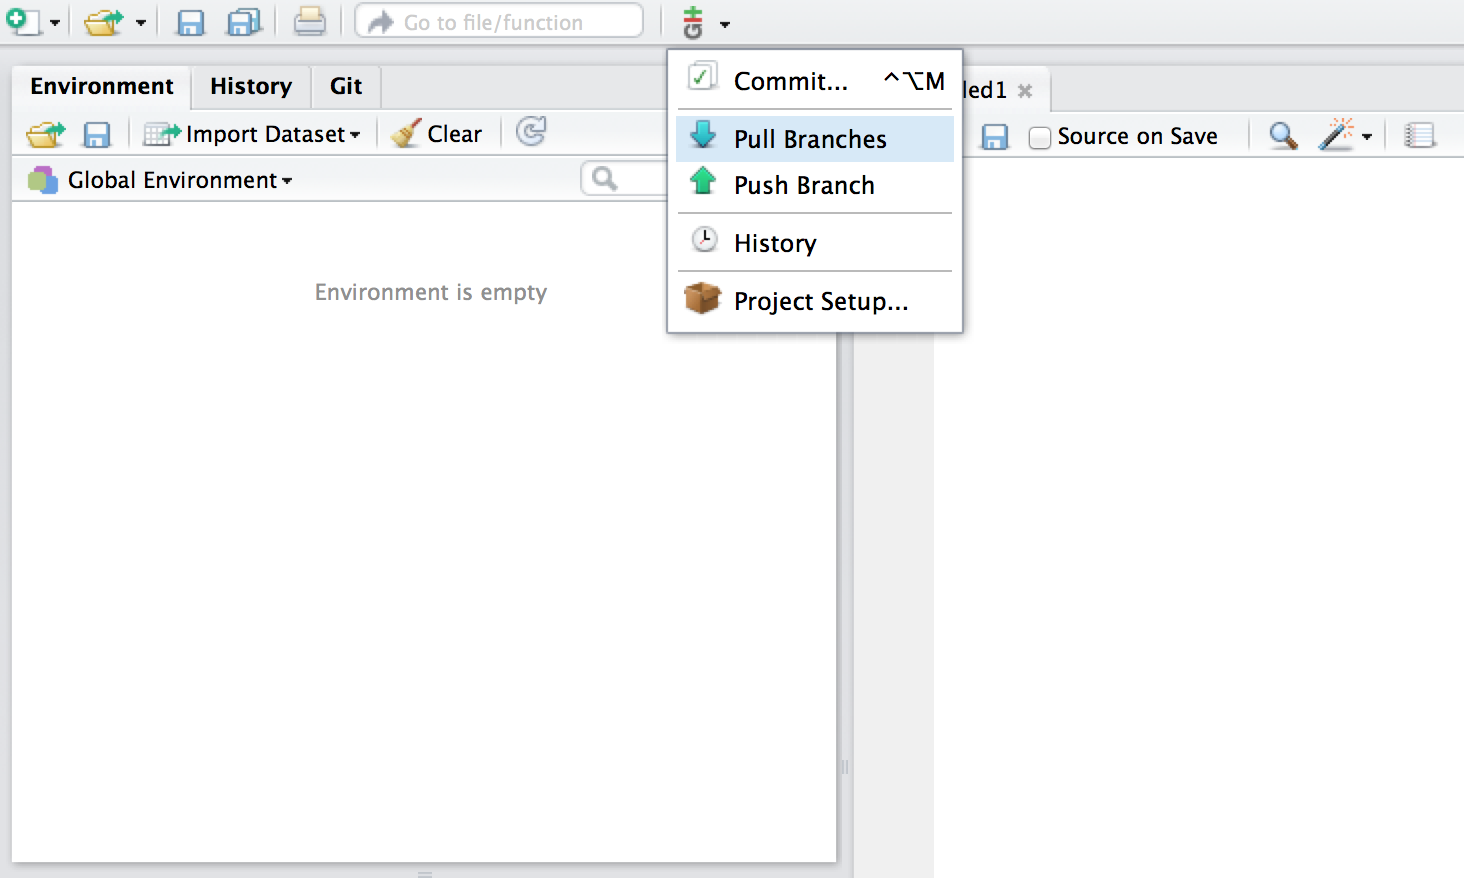 Go to file/function
G
Environment
History
Git
Import Dataset
Clear
Global Environment
Environment is empty
Commit... ^⌥M
Pull Branches
Push Branch
History
Project Setup...
led1
Source on Save